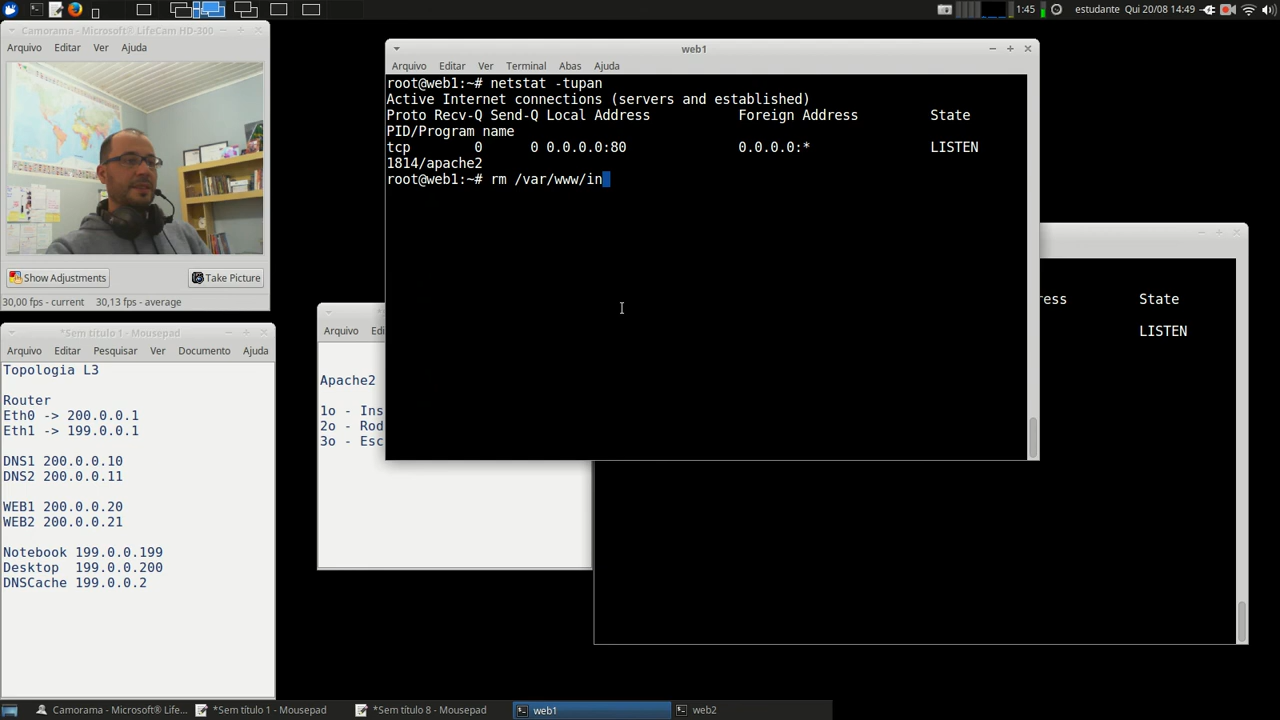 1:45
estudante Qui 20/08 14:49
Camorama - Microsoft® LifeCam HD-300
Arquivo Editar Ver Ajuda
Show Adjustments
Take Picture
30,00 fps - current 30,13 fps - average
*Sem título 1 - Mousepad
Arquivo Editar Pesquisar Ver Documento Ajuda
Topologia L3
Router
Eth0 -> 200.0.0.1
Eth1 -> 199.0.0.1
DNS1 200.0.0.10
DNS2 200.0.0.11
WEB1 200.0.0.20
WEB2 200.0.0.21
Notebook 199.0.0.199
Desktop 199.0.0.200
DNSCache 199.0.0.2
Arquivo Edi
Apache2
1o - Ins
2o - Rod
3o - Esc
web1
Arquivo Editar Ver Terminal Abas Ajuda
root@web1:~# netstat -tupan
Active Internet connections (servers and established)
Proto Recv-Q Send-Q Local Address Foreign Address State
PID/Program name
tcp 0 0 0.0.0.0:80 0.0.0.0:* LISTEN
1814/apache2
root@web1:~# rm /var/www/in
ress State
LISTEN
Camorama - Microsoft® Life...
*Sem título 1 - Mousepad
*Sem título 8 - Mousepad
web1
web2